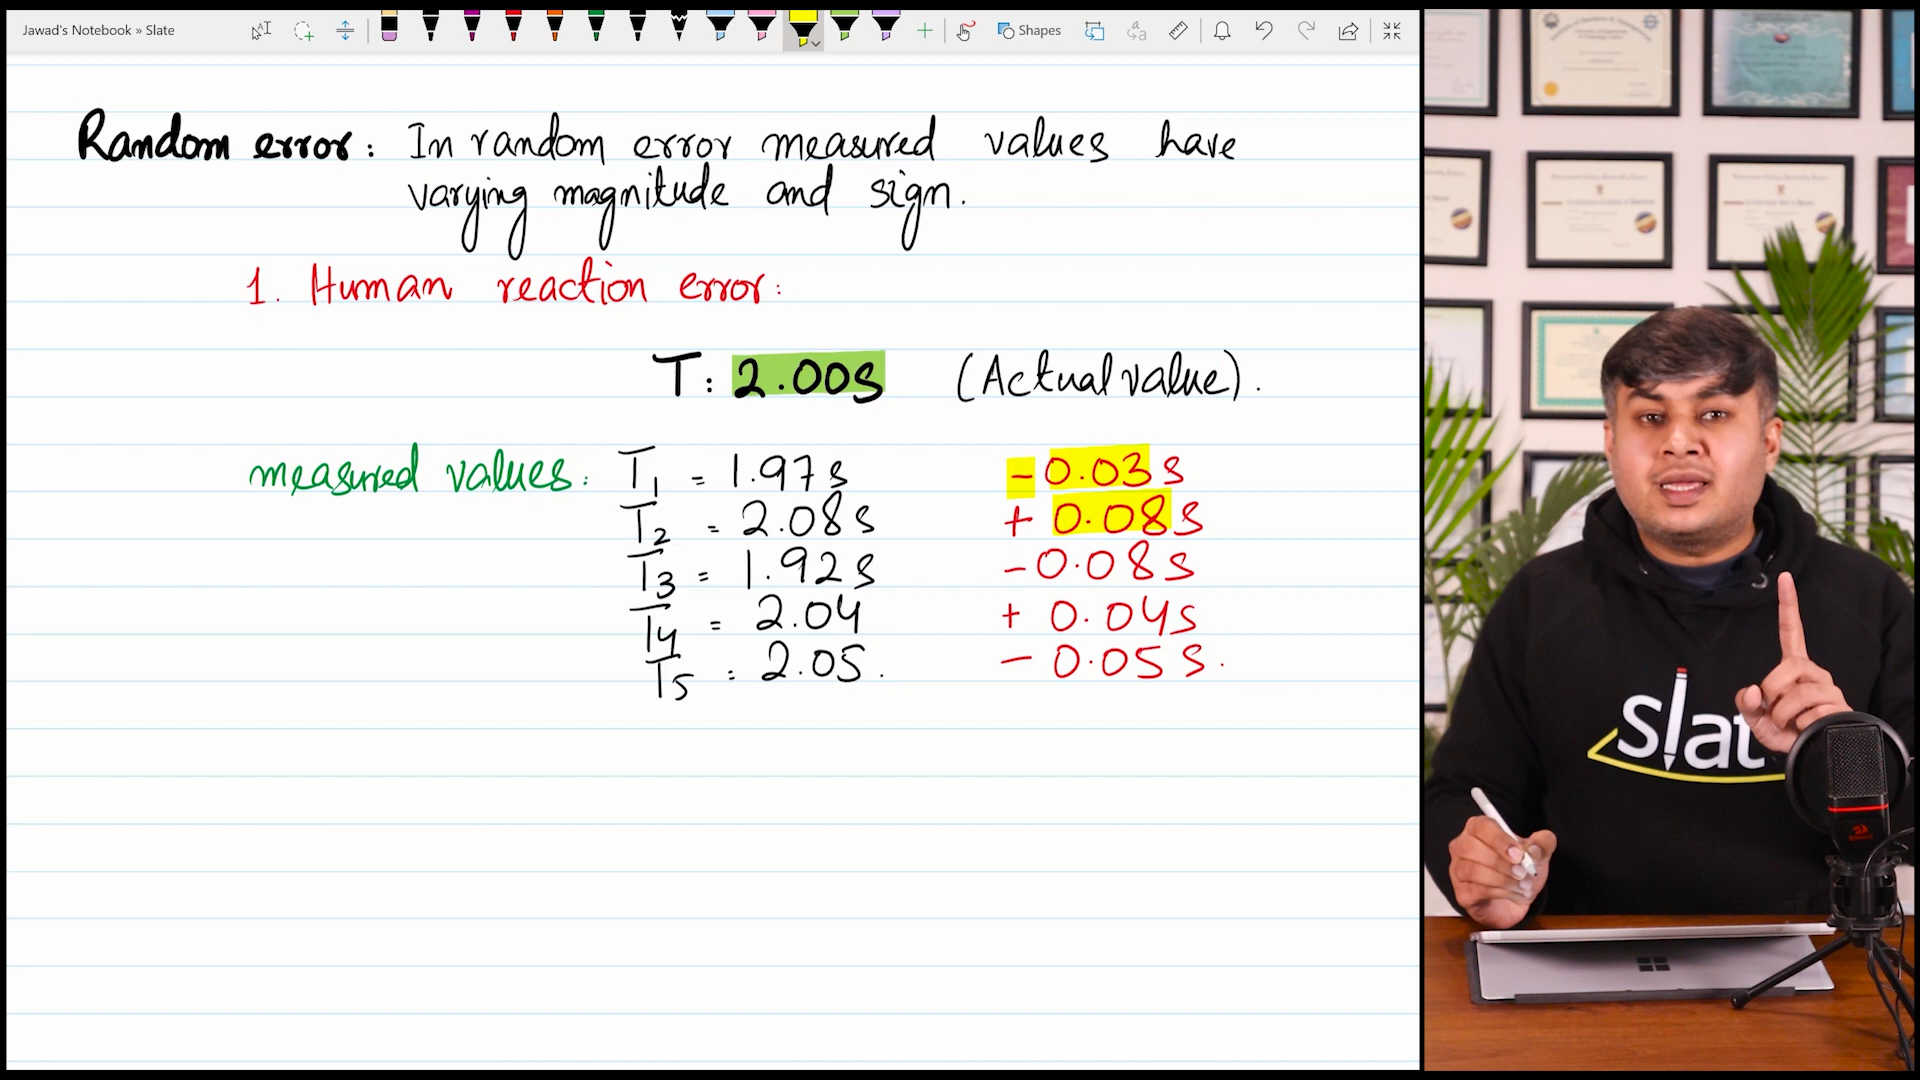 Jawad's Notebook » Slate
Shapes
Random error: In random error measured values have
varying magnitude and sign.
1. Human reaction error:
T: 2.00s (Actual value).
measured values: T1 = 1.97s - 0.03s
T2 = 2.08s + 0.08s
T3 = 1.92s - 0.08s
T4 = 2.04 + 0.04s
T5 = 2.05. - 0.05s.
Slat